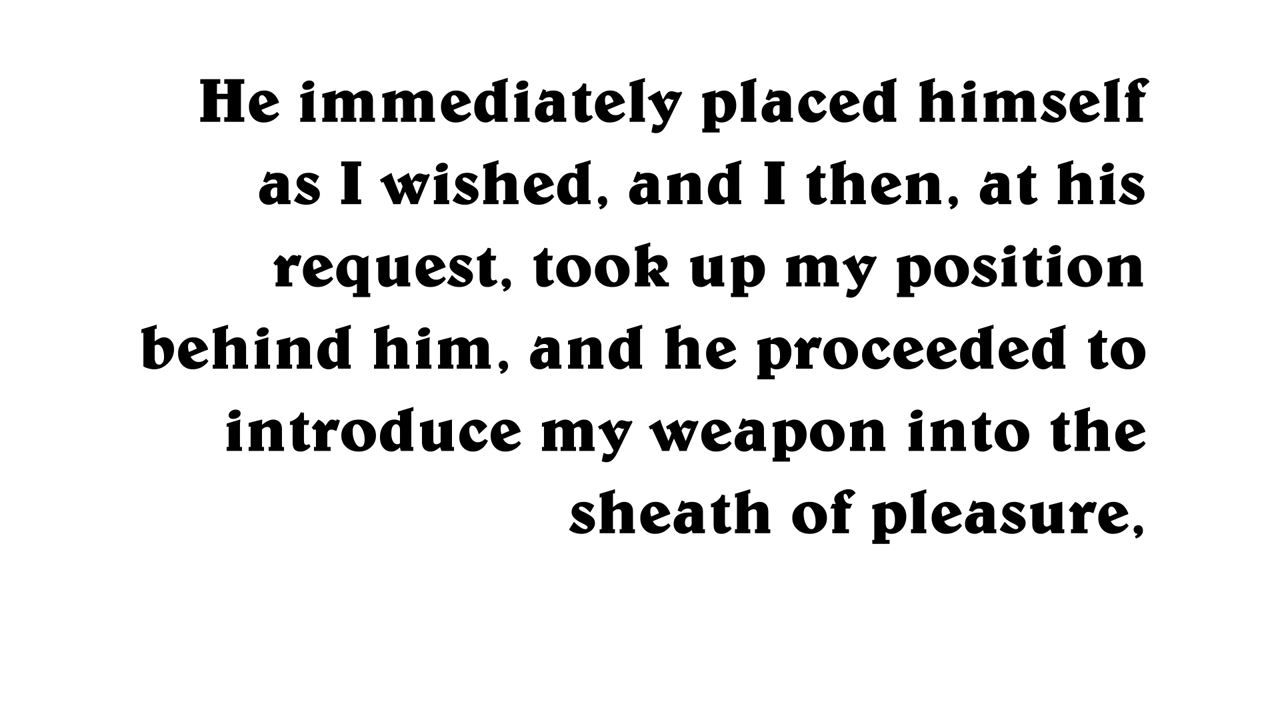 He immediately placed himself
as I wished, and I then, at his
request, took up my position
behind him, and he proceeded to
introduce my weapon into the
sheath of pleasure,